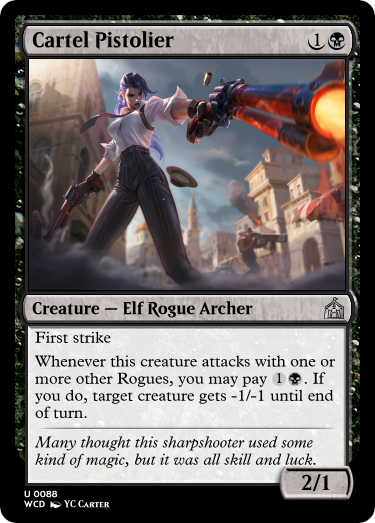 Cartel Pistolier 1
Creature — Elf Rogue Archer
First strike
Whenever this creature attacks with one or
more other Rogues, you may pay 1 . If
you do, target creature gets -1/-1 until end
of turn.
Many thought this sharpshooter used some
kind of magic, but it was all skill and luck.
2/1
U 0088
WCD YC Carter